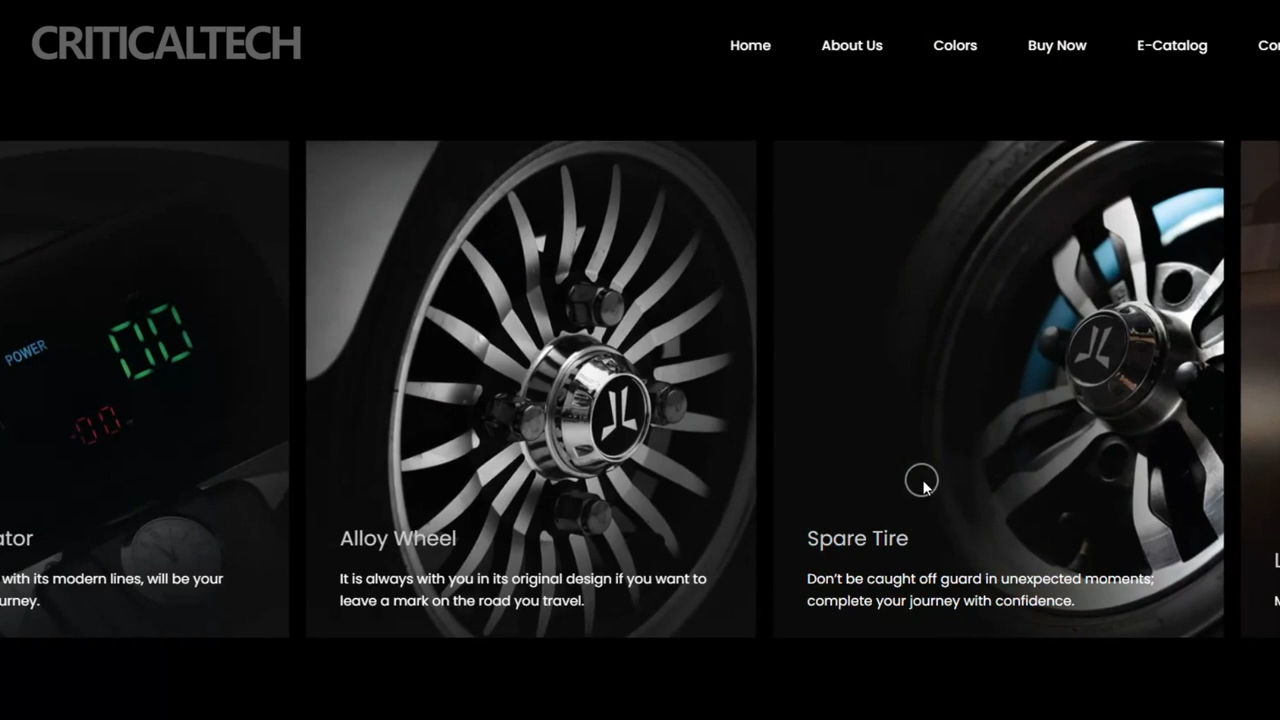 CRITICALTECH
Home
About Us
Colors
Buy Now
E-Catalog
POWER
00
00
Alloy Wheel
It is always with you in its original design if you want to
leave a mark on the road you travel.
Spare Tire
Don't be caught off guard in unexpected moments;
complete your journey with confidence.
with its modern lines, will be your